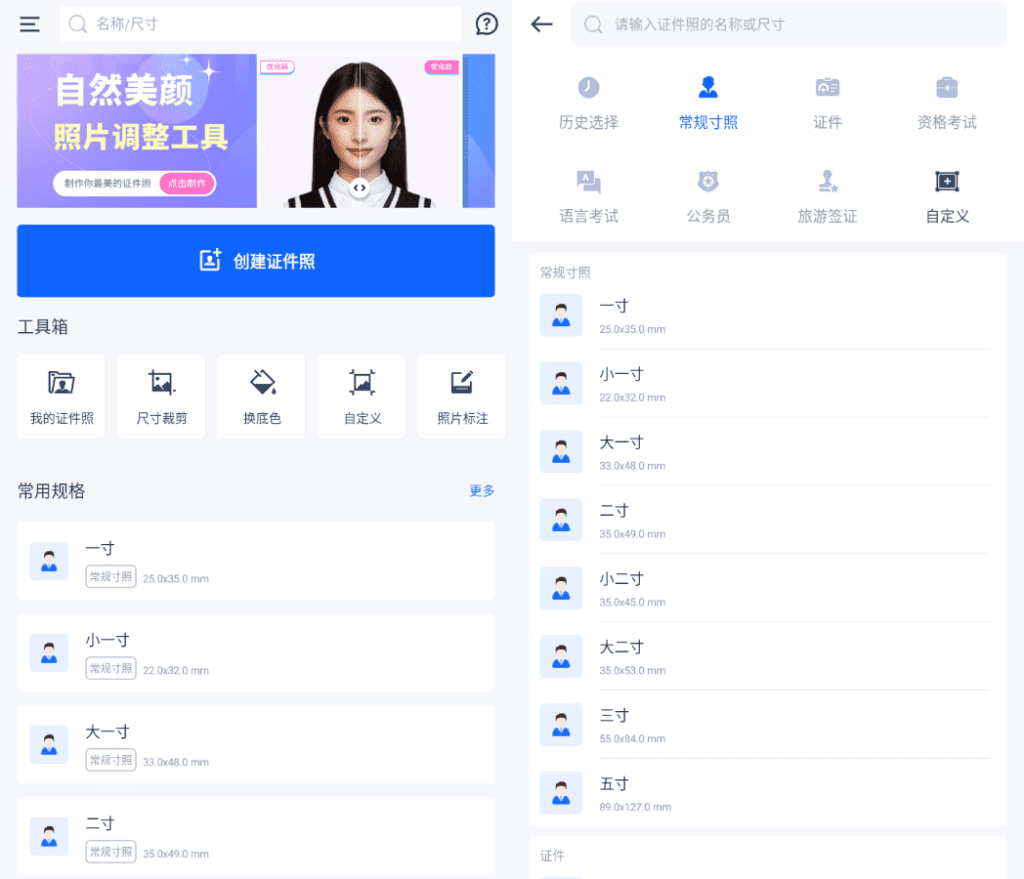 名称/尺寸
自然美颜
照片调整工具
制作你最美的证件照 点击制作
优化前
优化后
创建证件照
工具箱
我的证件照 尺寸裁剪 换底色 自定义 照片标注
常用规格 更多
一寸
常规寸照 25.0x35.0 mm
小一寸
常规寸照 22.0x32.0 mm
大一寸
常规寸照 33.0x48.0 mm
二寸
常规寸照 35.0x49.0 mm
请输入证件照的名称或尺寸
历史选择 常规寸照 证件 资格考试
语言考试 公务员 旅游签证 自定义
常规寸照
一寸
25.0x35.0 mm
小一寸
22.0x32.0 mm
大一寸
33.0x48.0 mm
二寸
35.0x49.0 mm
小二寸
35.0x45.0 mm
大二寸
35.0x53.0 mm
三寸
55.0x84.0 mm
五寸
89.0x127.0 mm
证件